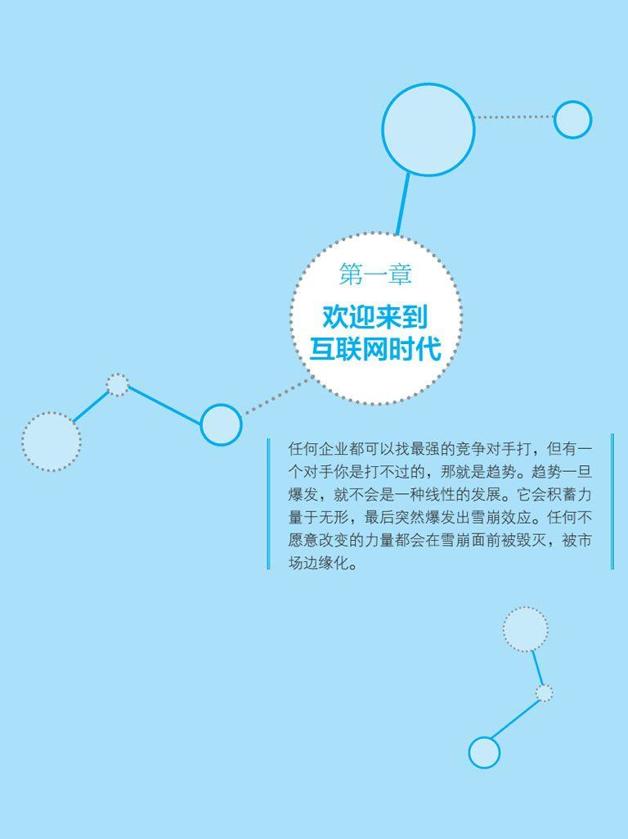 第一章
欢迎来到
互联网时代
任何企业都可以找最强的竞争对手打，但有一
个对手你是打不过的，那就是趋势。趋势一旦
爆发，就不会是一种线性的发展。它会积蓄力
量于无形，最后突然爆发出雪崩效应。任何不
愿意改变的力量都会在雪崩面前被毁灭，被市
场边缘化。